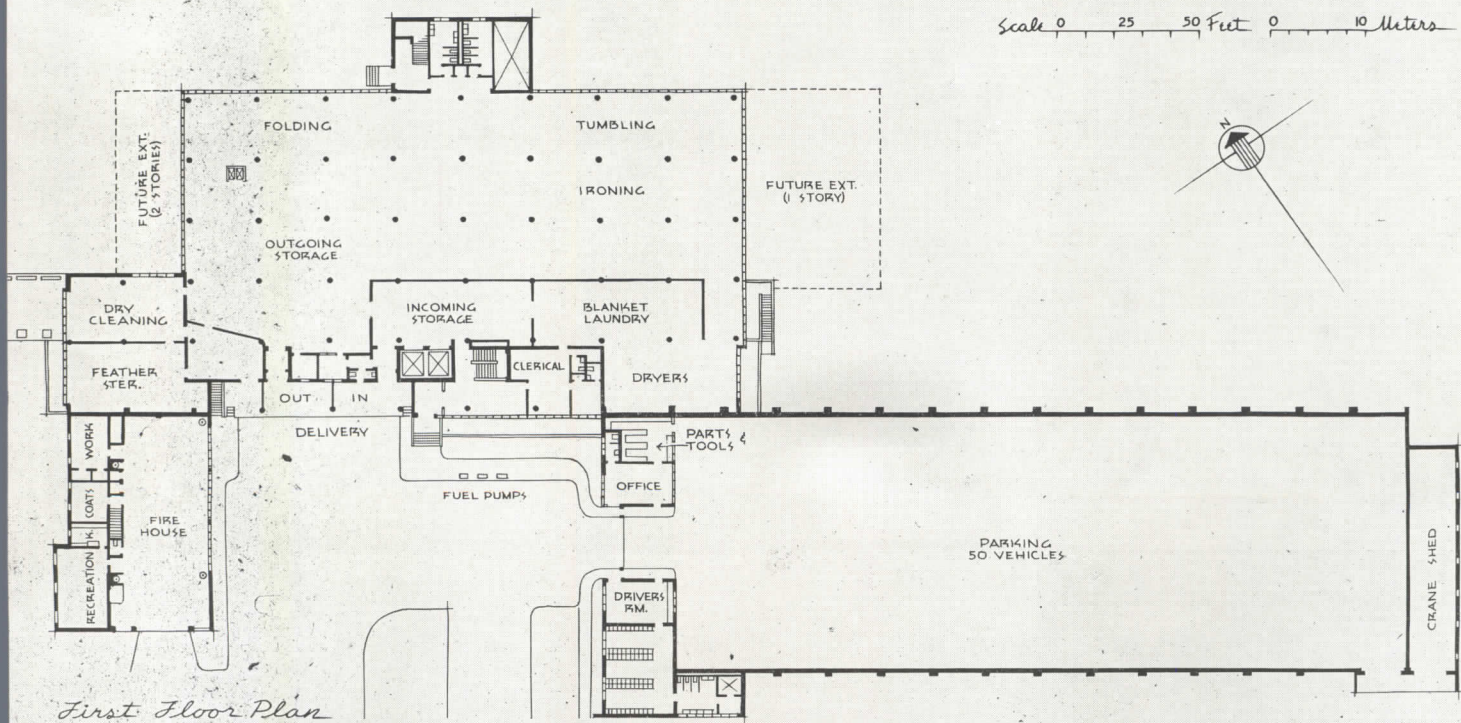 Scale 0 25 50 Feet 0 10 Meters
N
FOLDING
TUMBLING
FUTURE EXT.
(2 STORIES)
IRONING
FUTURE EXT.
(1 STORY)
OUTGOING
STORAGE
DRY
CLEANING
INCOMING
STORAGE
BLANKET
LAUNDRY
FEATHER
STER.
CLERICAL
DRYERS
OUT
IN
DELIVERY
PARTS &
TOOLS
WORK
COATS
K.
RECREATION
FIRE
HOUSE
FUEL PUMPS
OFFICE
PARKING
50 VEHICLES
CRANE SHED
DRIVERS
RM.
First Floor Plan